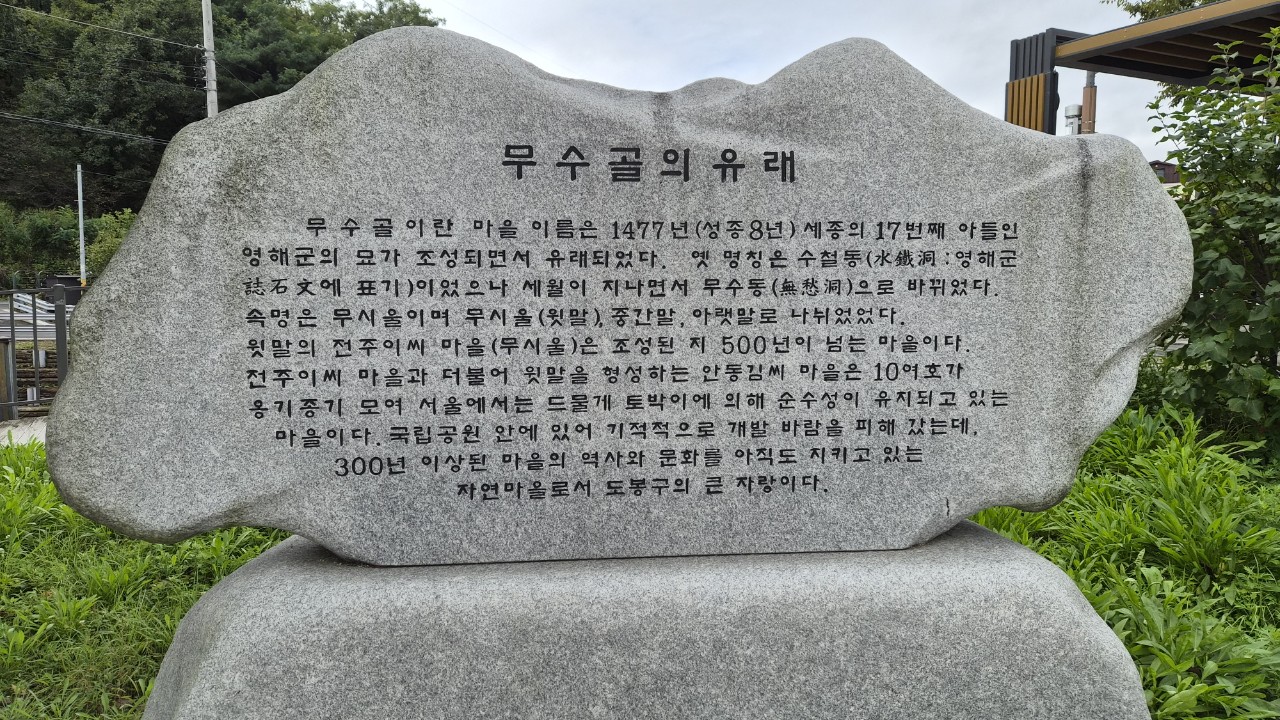 무수골의유래
무수골이란 마을 이름은 1477년(성종8년) 세종의 17번째 아들인
영해군의 묘가 조성되면서 유래되었다. 옛 명칭은 수철동(水鐵洞:영해군
誌石文에 표기)이었으나 세월이 지나면서 무수동(無愁洞)으로 바뀌었다.
속명은 무시울이며 무시울(윗말), 중간말, 아랫말로 나뉘었었다.
윗말의 전주이씨 마을(무시울)은 조성된 지 500년이 넘는 마을이다.
전주이씨 마을과 더불어 윗말을 형성하는 안동김씨 마을은 10여호가
옹기종기 모여 서울에서는 드물게 토박이에 의해 순수성이 유지되고 있는
마을이다. 국립공원 안에 있어 기적적으로 개발 바람을 피해 갔는데,
300년 이상된 마을의 역사와 문화를 아직도 지키고 있는
자연마을로서 도봉구의 큰 자랑이다.